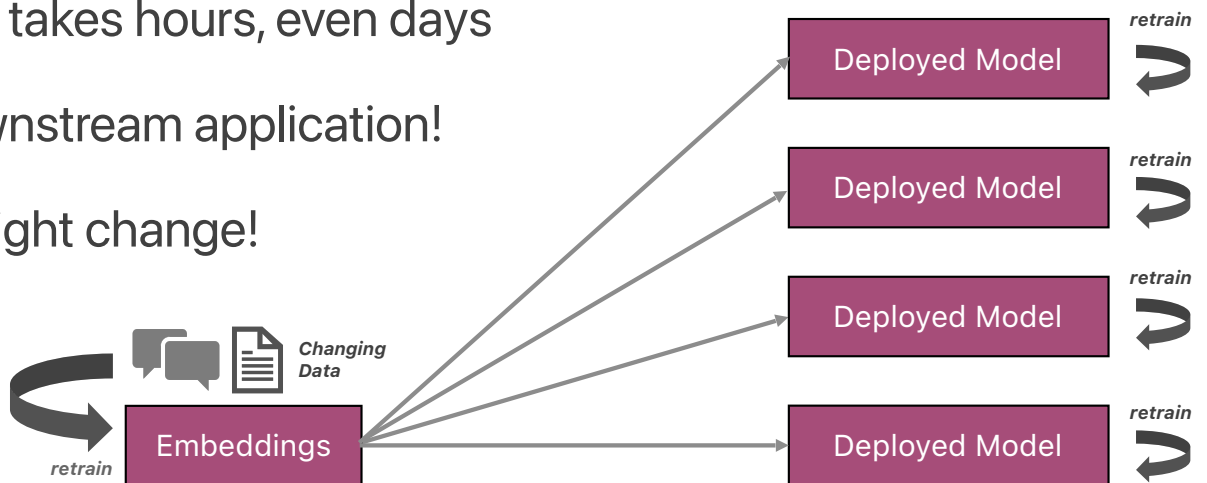 takes hours, even days
wnstream application!
ight change!
Changing
Data
retrain
Embeddings
retrain
Deployed Model
retrain
Deployed Model
retrain
Deployed Model
retrain
Deployed Model